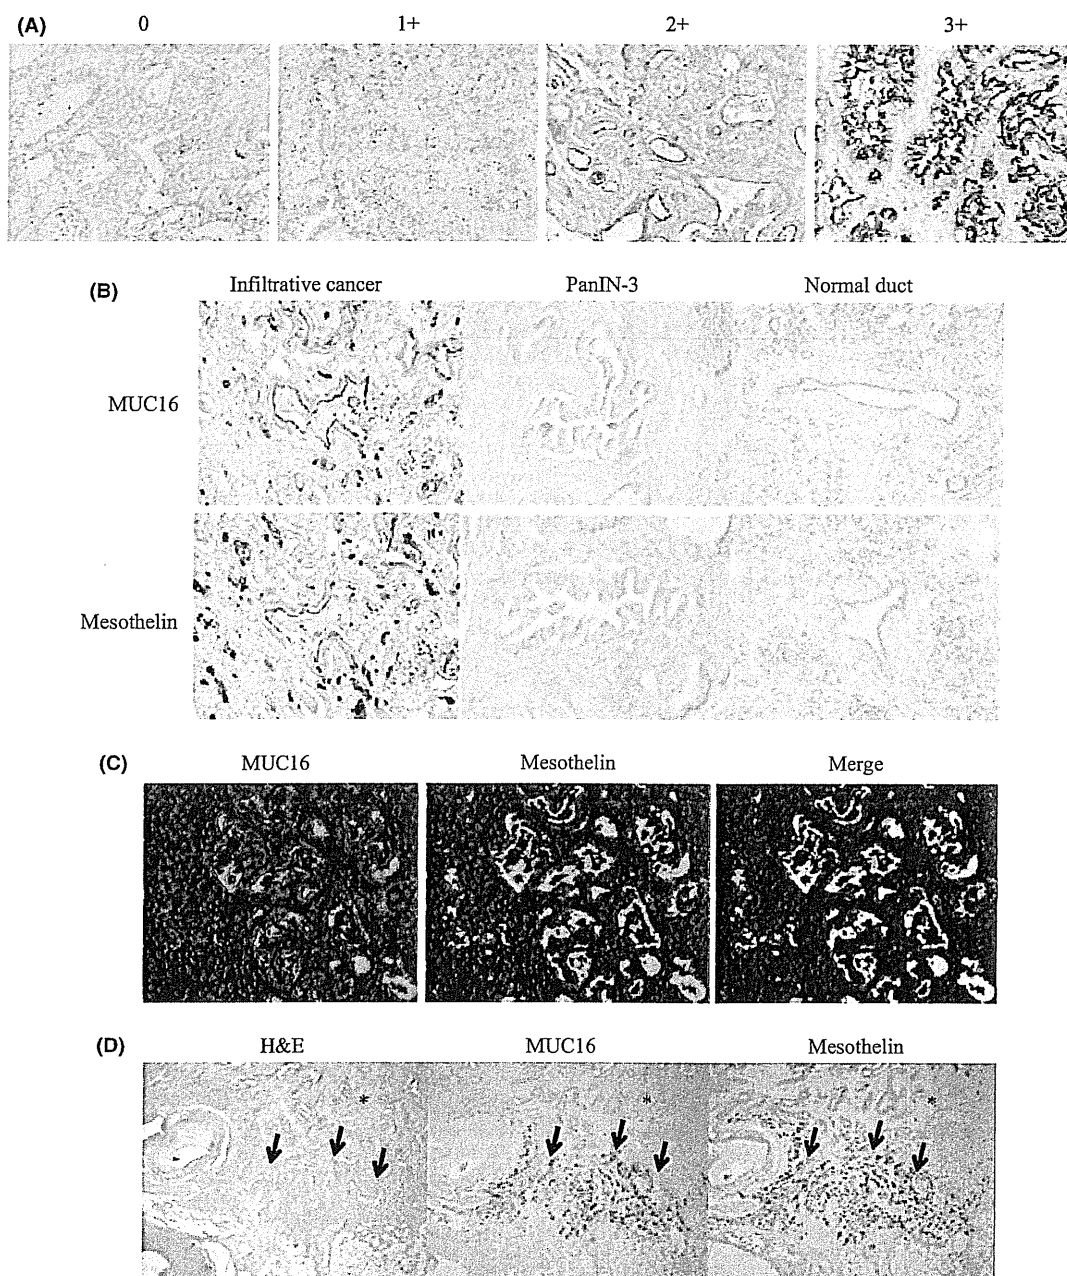 (A) 0 1+ 2+ 3+
(B) Infiltrative cancer PanIN-3 Normal duct
MUC16
Mesothelin
(C) MUC16 Mesothelin Merge
(D) H&E MUC16 Mesothelin
* * *